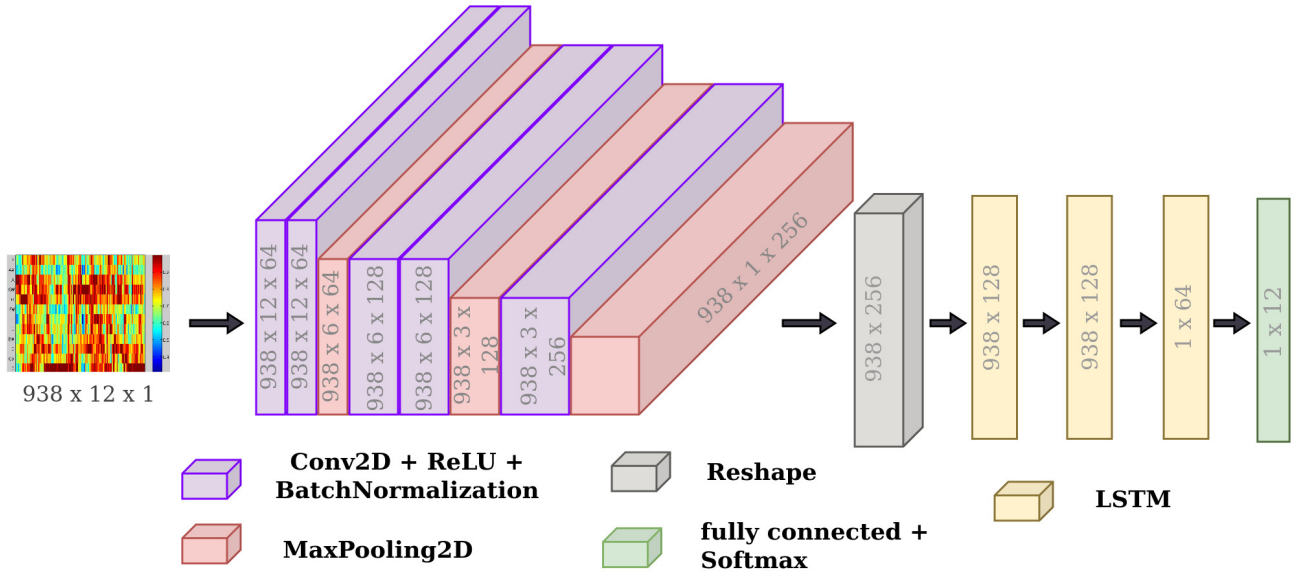 938 x 12 x 1
938 x 12 x 64
938 x 12 x 64
938 x 6 x 64
938 x 6 x 128
938 x 6 x 128
938 x 3 x
128
938 x 3 x
256
938 x 1 x 256
938 x 256
938 x 128
938 x 128
1 x 64
1 x 12
Conv2D + ReLU +
BatchNormalization
MaxPooling2D
Reshape
fully connected +
Softmax
LSTM